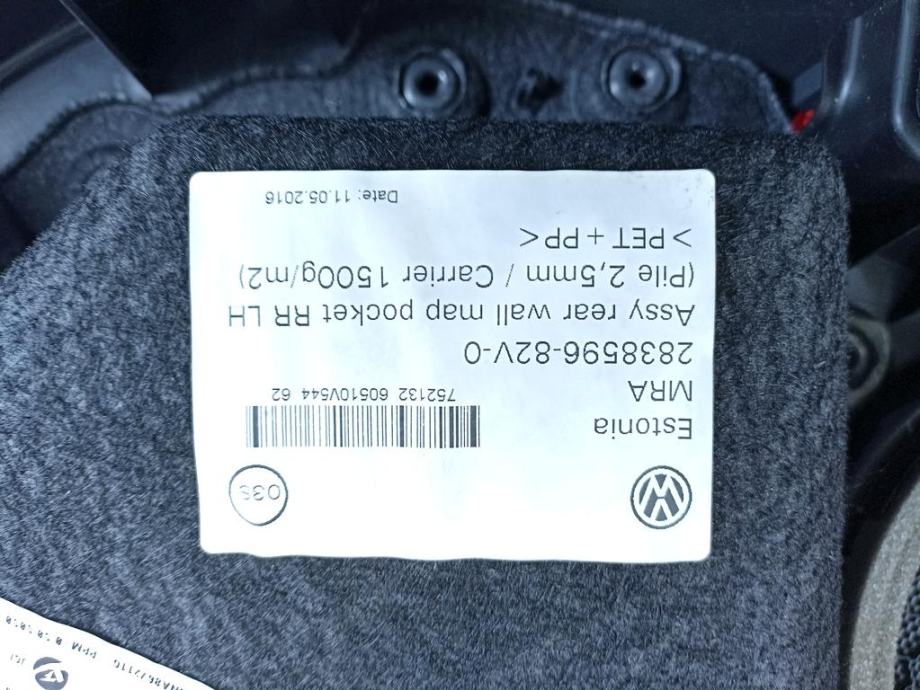 03S
Estonia
MRA
752132 60510V544 62
2838596-82V-0
Assy rear wall map pocket RR LH
(Pile 2,5mm / Carrier 1500g/m2)
>PET + PP<
Date: 11.05.2016